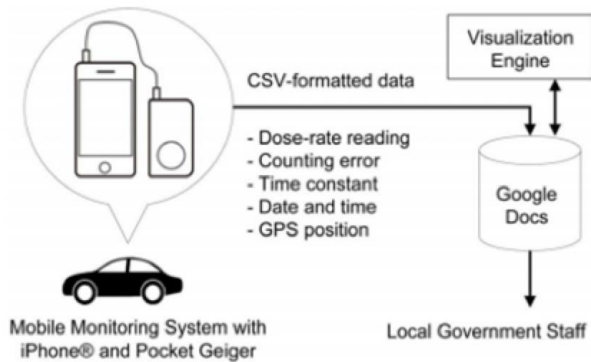 CSV-formatted data
- Dose-rate reading
- Counting error
- Time constant
- Date and time
- GPS position
Visualization
Engine
Google
Docs
Mobile Monitoring System with
iPhone® and Pocket Geiger
Local Government Staff